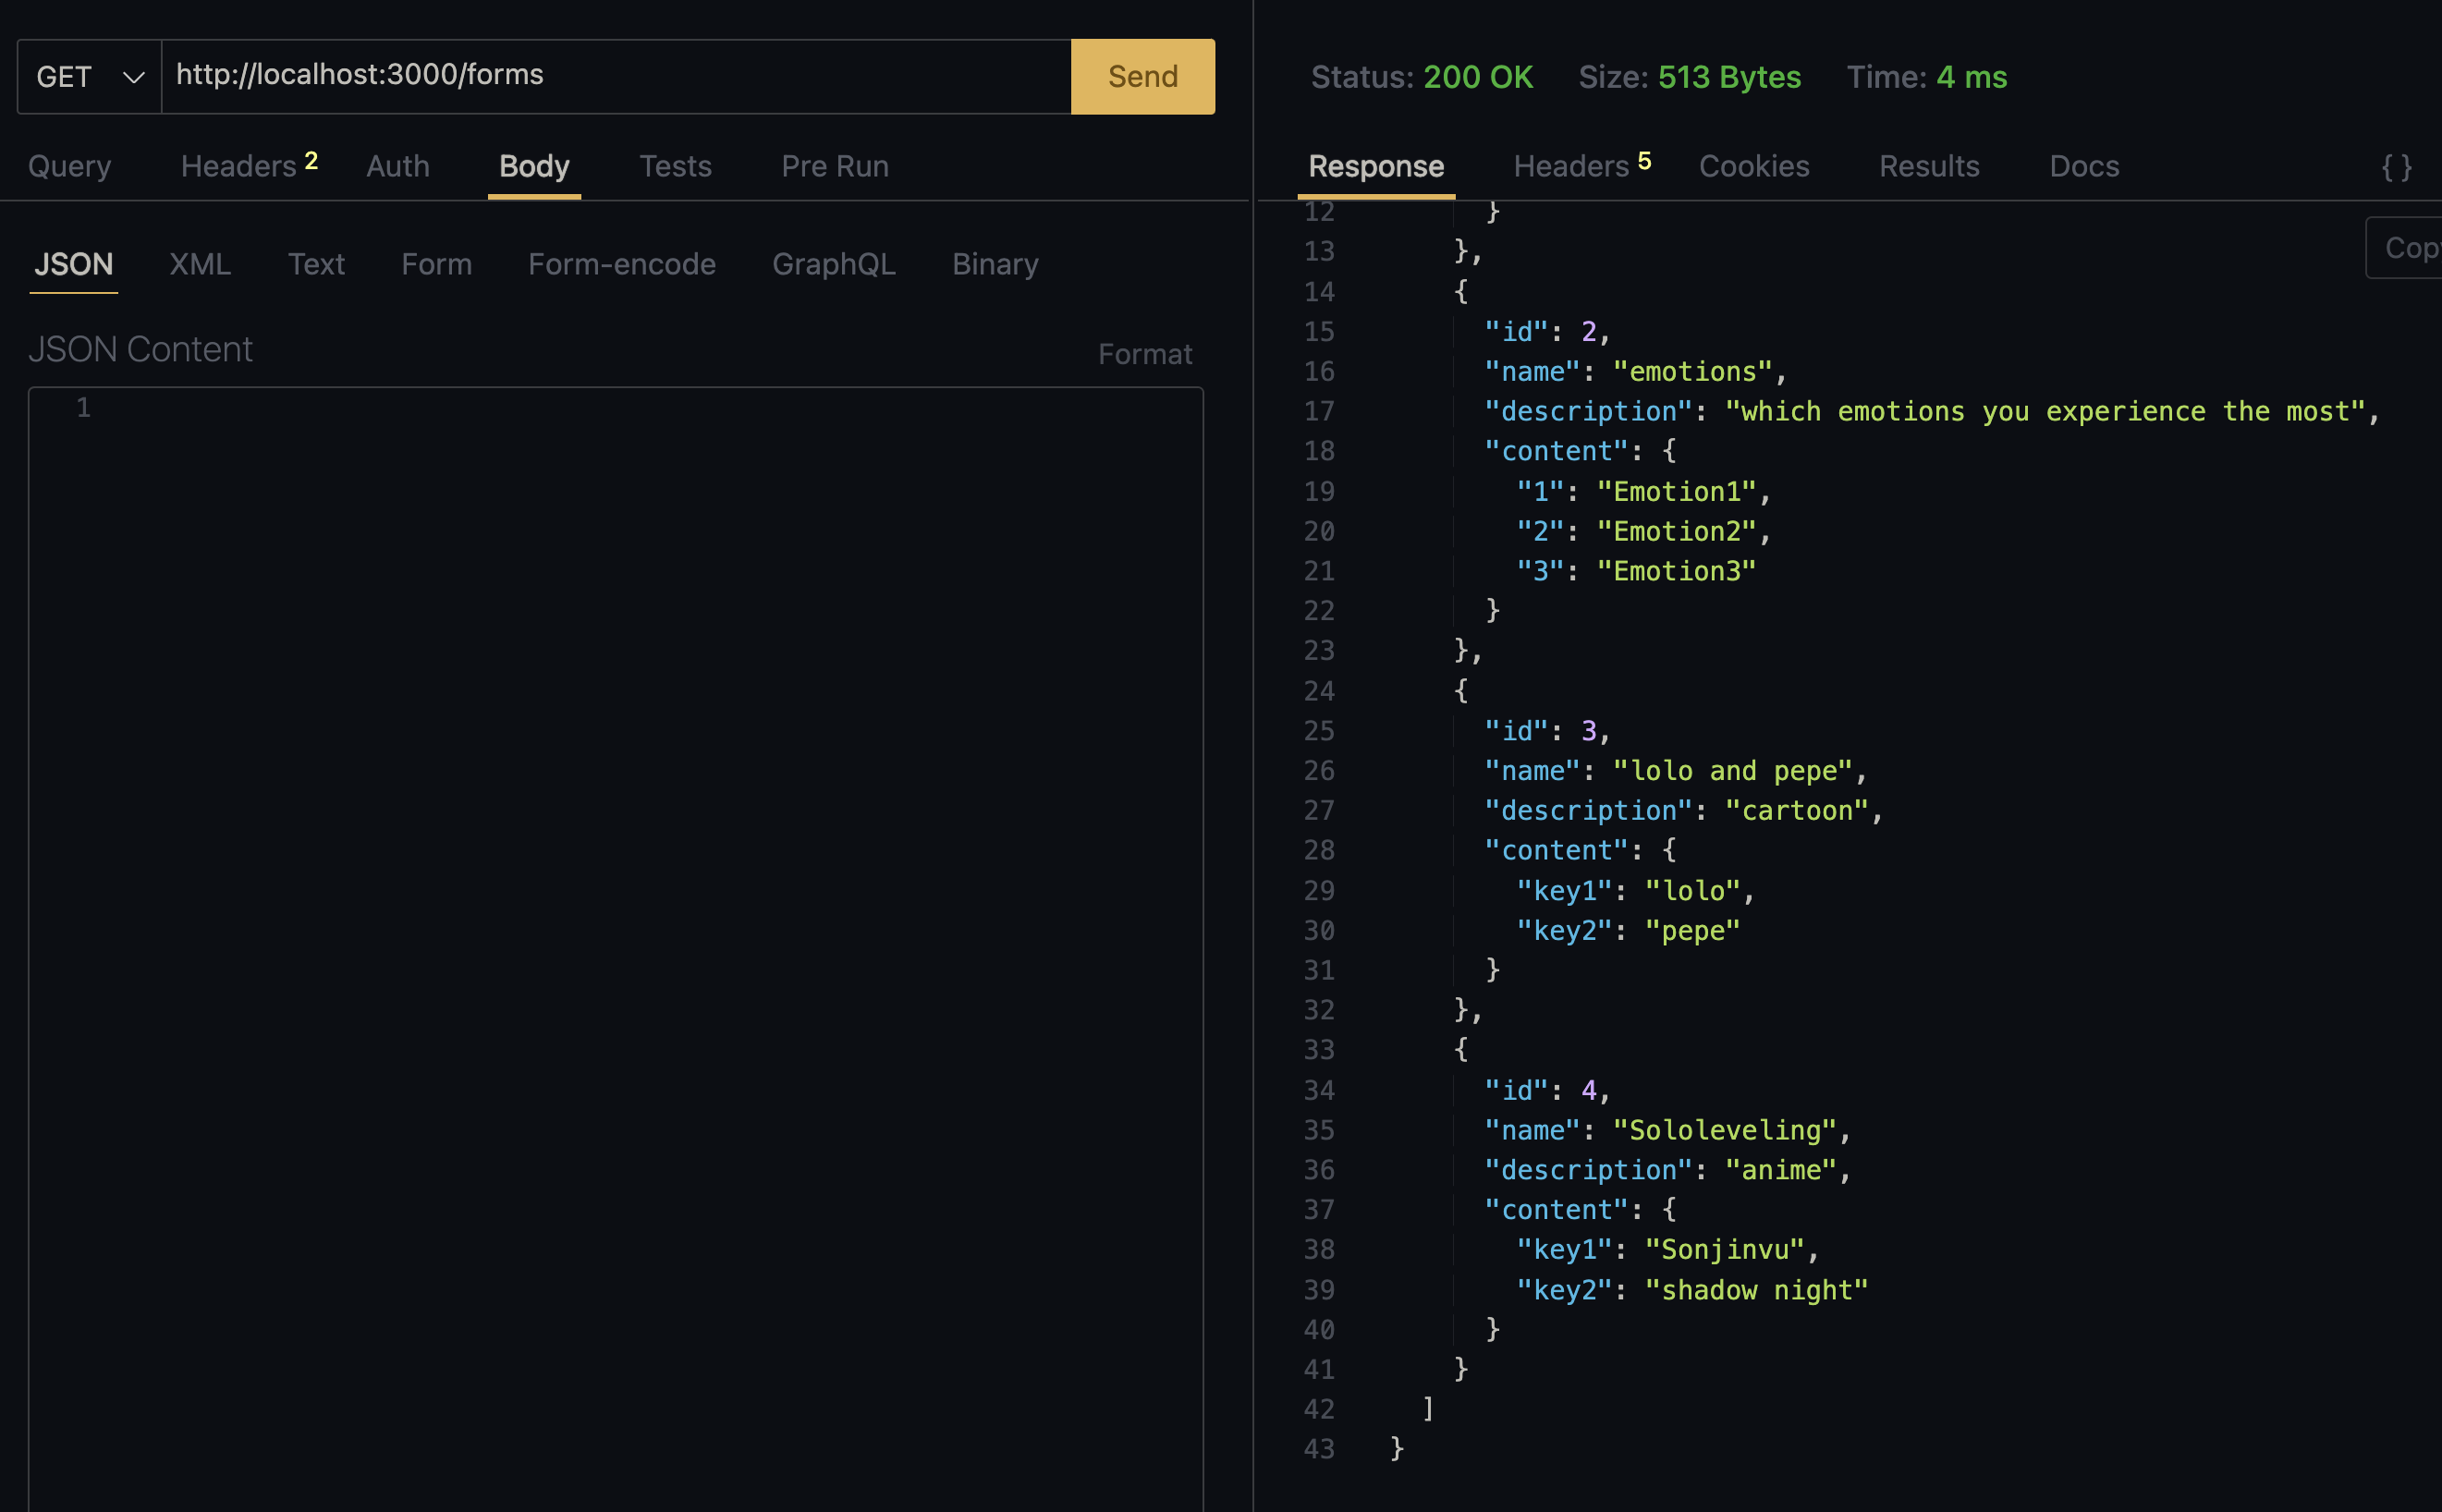 GET http://localhost:3000/forms Send
Query Headers 2 Auth Body Tests Pre Run
JSON XML Text Form Form-encode GraphQL Binary
JSON Content Format
1
Status: 200 OK Size: 513 Bytes Time: 4 ms
Response Headers 5 Cookies Results Docs {}
12 }
13 },
14 {
15 "id": 2,
16 "name": "emotions",
17 "description": "which emotions you experience the most",
18 "content": {
19 "1": "Emotion1",
20 "2": "Emotion2",
21 "3": "Emotion3"
22 }
23 },
24 {
25 "id": 3,
26 "name": "lolo and pepe",
27 "description": "cartoon",
28 "content": {
29 "key1": "lolo",
30 "key2": "pepe"
31 }
32 },
33 {
34 "id": 4,
35 "name": "Sololeveling",
36 "description": "anime",
37 "content": {
38 "key1": "Sonjinvu",
39 "key2": "shadow night"
40 }
41 }
42 ]
43 }